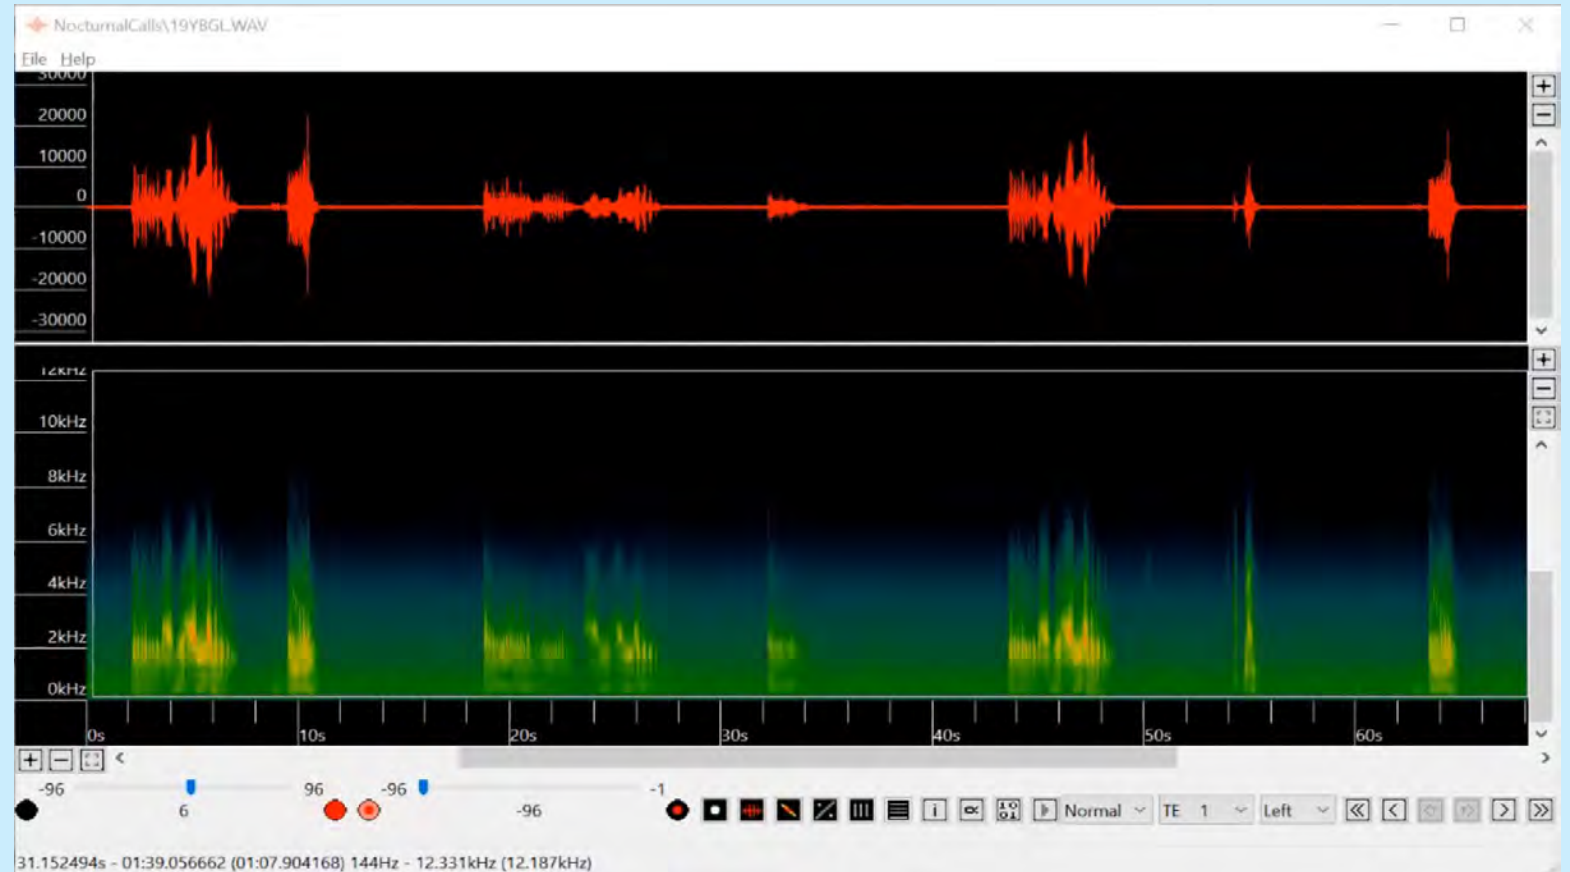 NocturnalCalls\19YBGL.WAV
File Help
30000
20000
10000
0
-10000
-20000
-30000
12kHz
10kHz
8kHz
6kHz
4kHz
2kHz
0kHz
0s 10s 20s 30s 40s 50s 60s
-96 96 -96 -1
6 -96
i α 10 01 Normal TE 1 Left
31.152494s - 01:39.056662 (01:07.904168) 144Hz - 12.331kHz (12.187kHz)